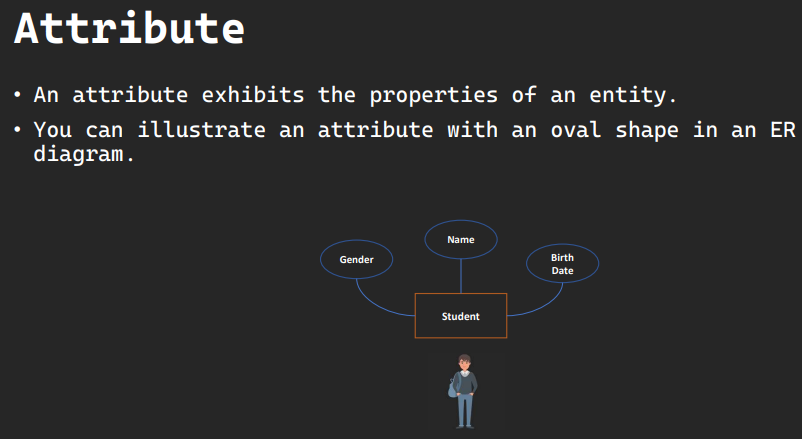 Attribute
• An attribute exhibits the properties of an entity.
• You can illustrate an attribute with an oval shape in an ER
diagram.
Gender
Name
Birth
Date
Student